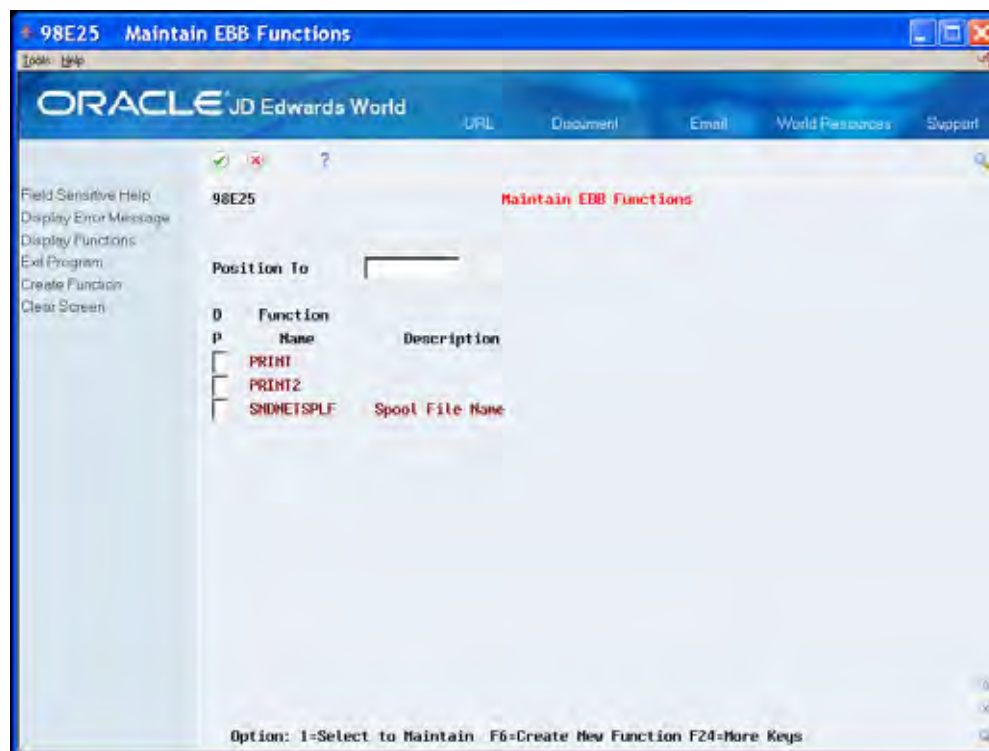 98E25 Maintain EBB Functions
Tools Help
ORACLE JD Edwards World
URL Document Email World Resources Support
?
Field Sensitive Help
Display Error Message
Display Functions
Exit Program
Create Function
Clear Screen
98E25 Maintain EBB Functions
Position To
O Function
P Name Description
PRINT
PRINT2
SNDNETSPLF Spool File Name
Option: 1=Select to Maintain F6=Create New Function F24=More Keys